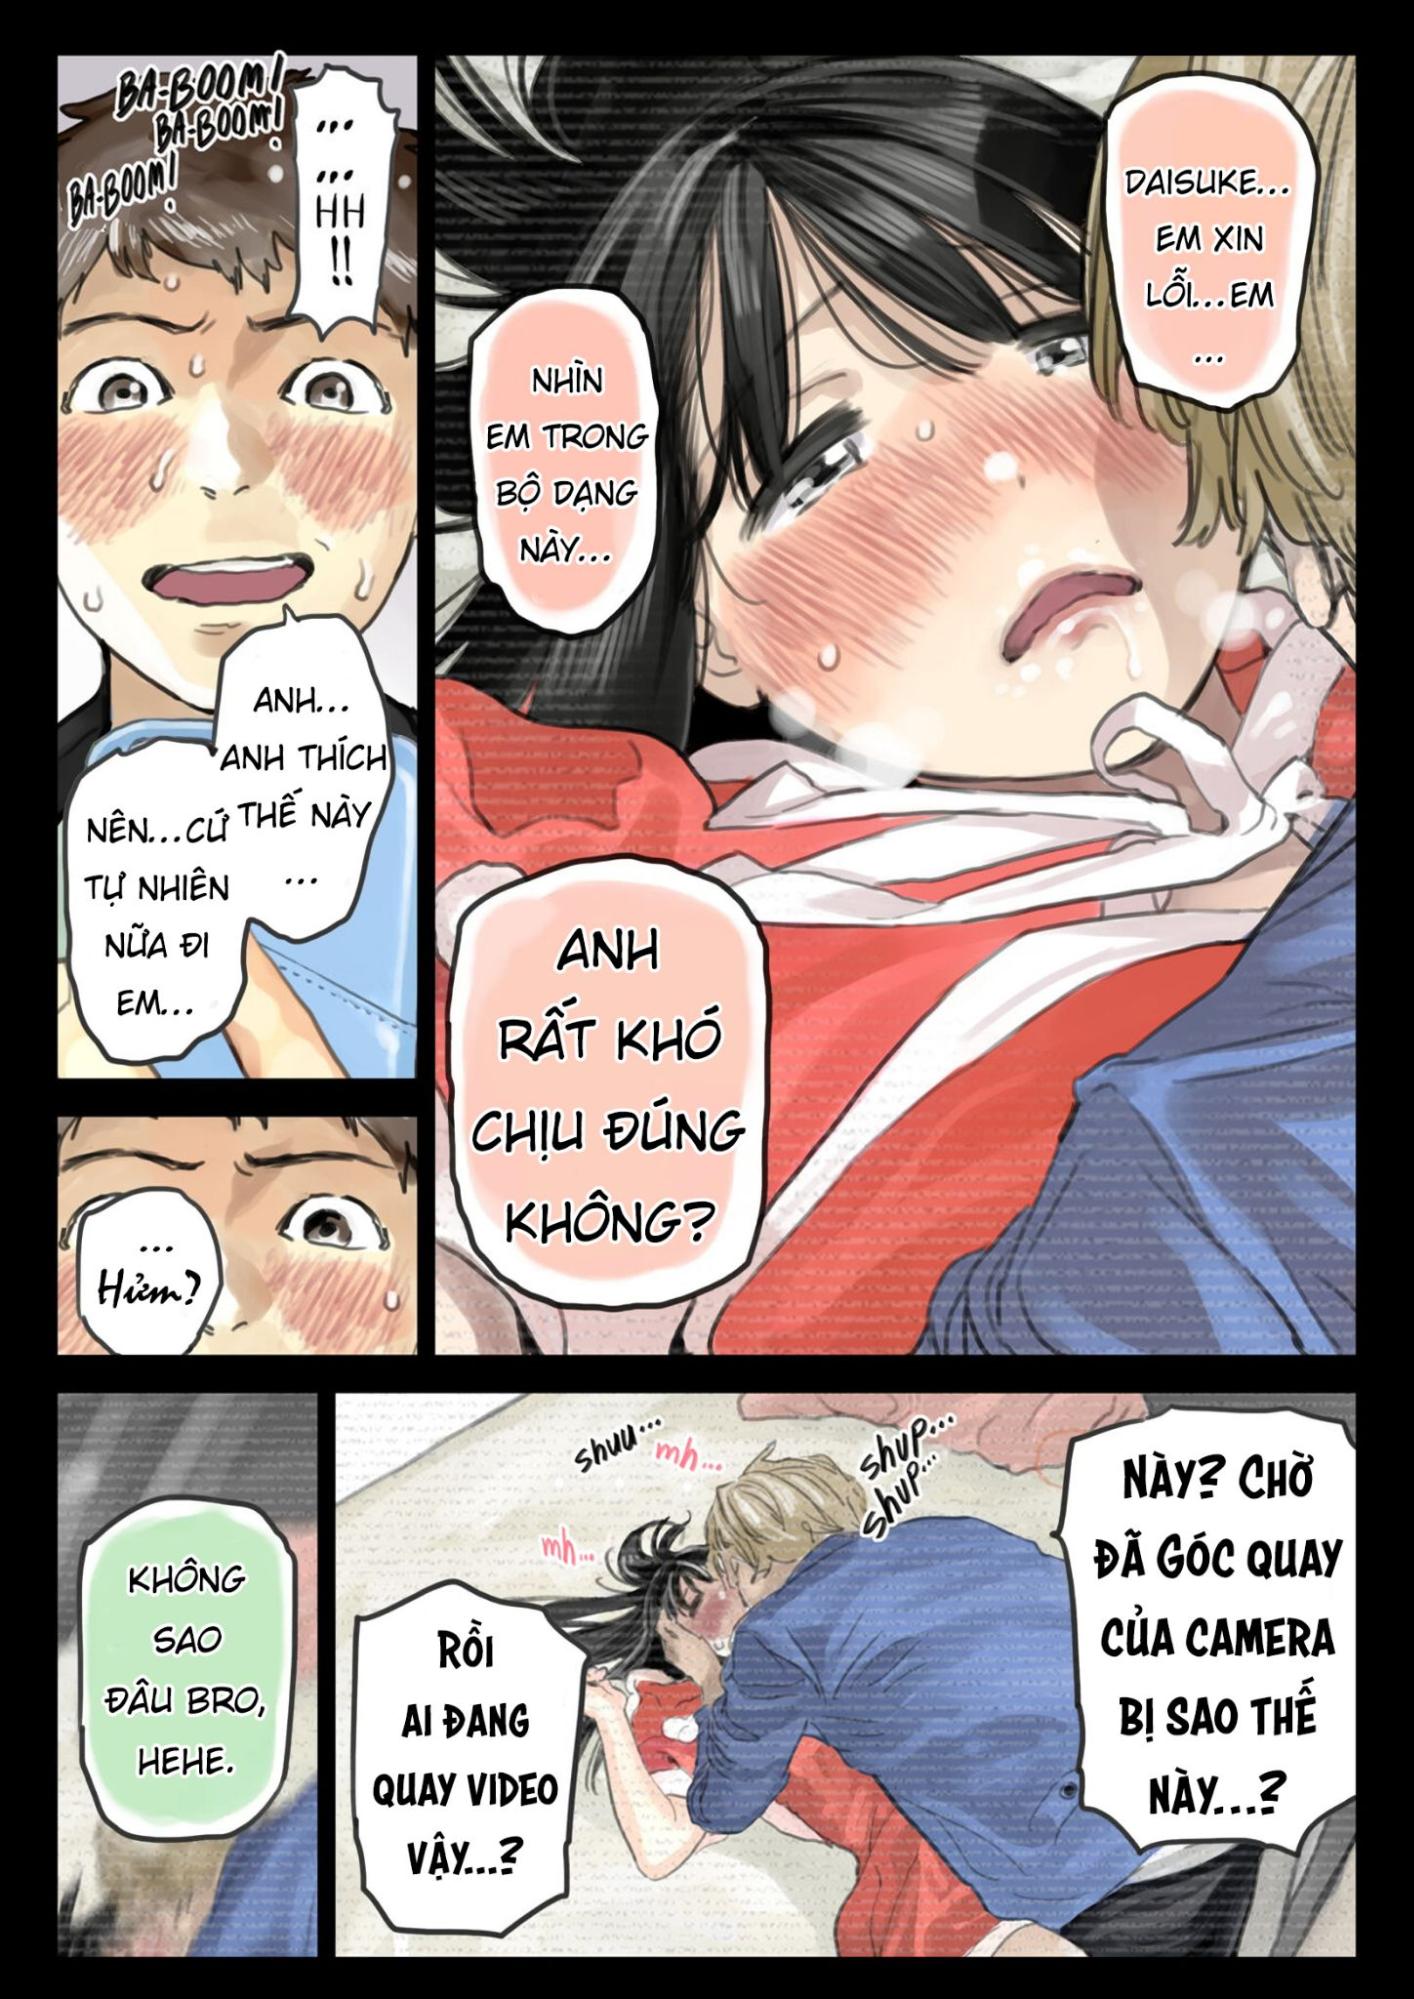 DAISUKE...
EM XIN
LỖI...EM
...
NHÌN
EM TRONG
BỘ DẠNG
NÀY...
ANH
RẤT KHÓ
CHỊU ĐÚNG
KHÔNG?
BA-BOOM!
BA-BOOM!
BA-BOOM!
...
...
HH
!!
ANH...
ANH THÍCH
THẾ NÀY
...
NÊN...CỨ
TỰ NHIÊN
NỮA ĐI
EM...
...
Hửm?
NÀY? CHỜ
ĐÃ GÓC QUAY
CỦA CAMERA
BỊ SAO THẾ
NÀY...?
shup...
shup...
shuu...
mh...
mh...
RỒI
AI ĐANG
QUAY VIDEO
VẬY...?
KHÔNG
SAO
ĐÂU BRO,
HEHE.